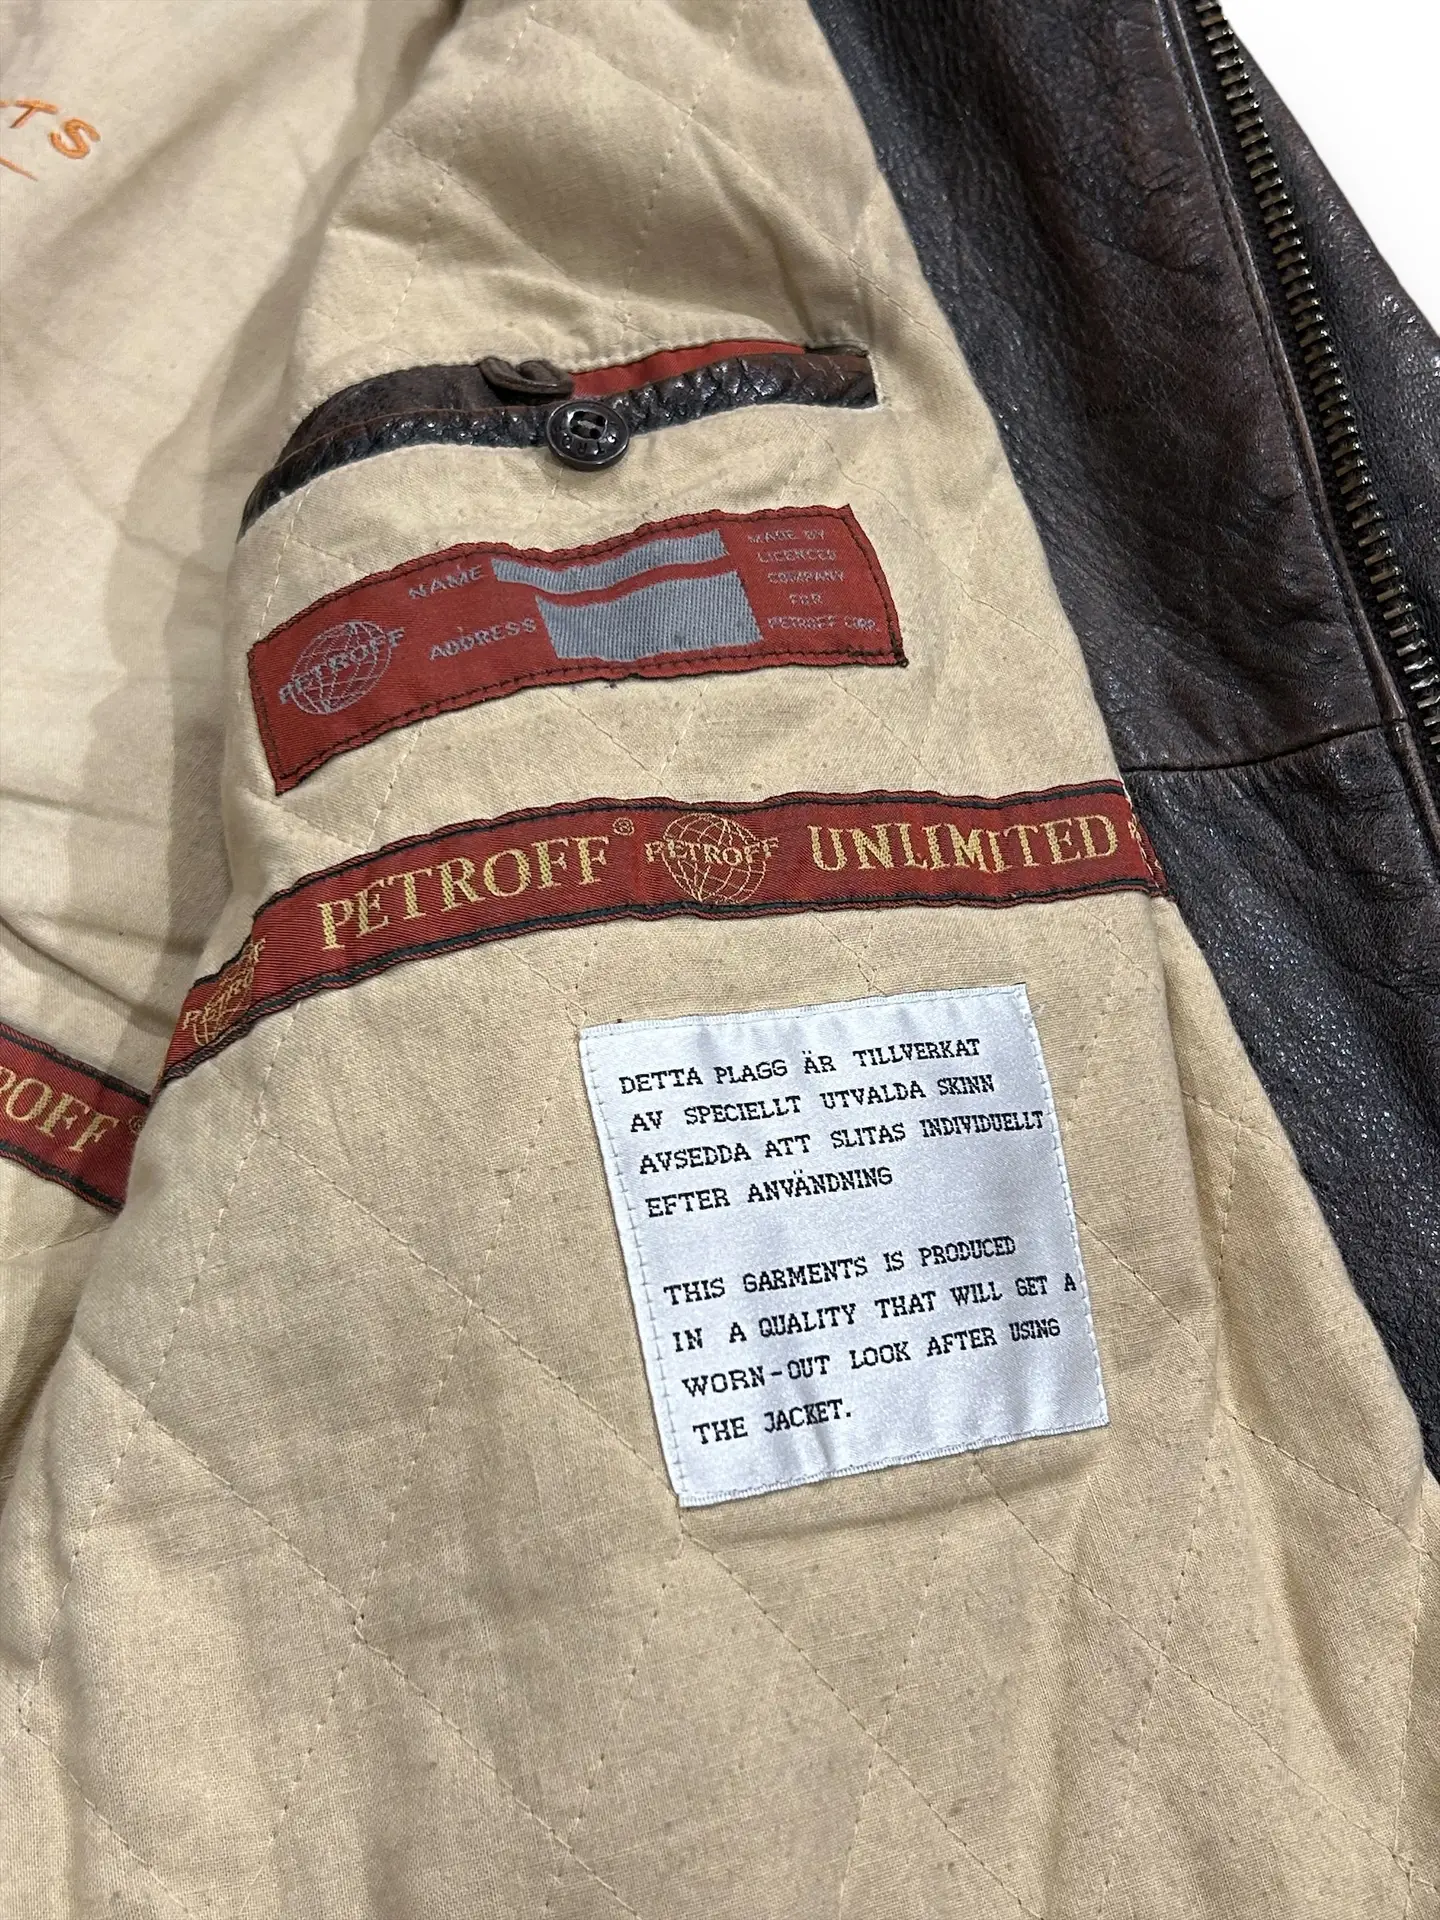 TS
NAME
ADDRESS
PETROFF
MADE BY
LICENCED
COMPANY
FOR
PETROFF CORP.
PETROFF
PETROFF® PETROFF UNLIMITED
OFF
DETTA PLAGG ÄR TILLVERKAT
AV SPECIELLT UTVALDA SKINN
AVSEDDA ATT SLITAS INDIVIDUELLT
EFTER ANVÄNDNING
THIS GARMENTS IS PRODUCED
IN A QUALITY THAT WILL GET A
WORN-OUT LOOK AFTER USING
THE JACKET.